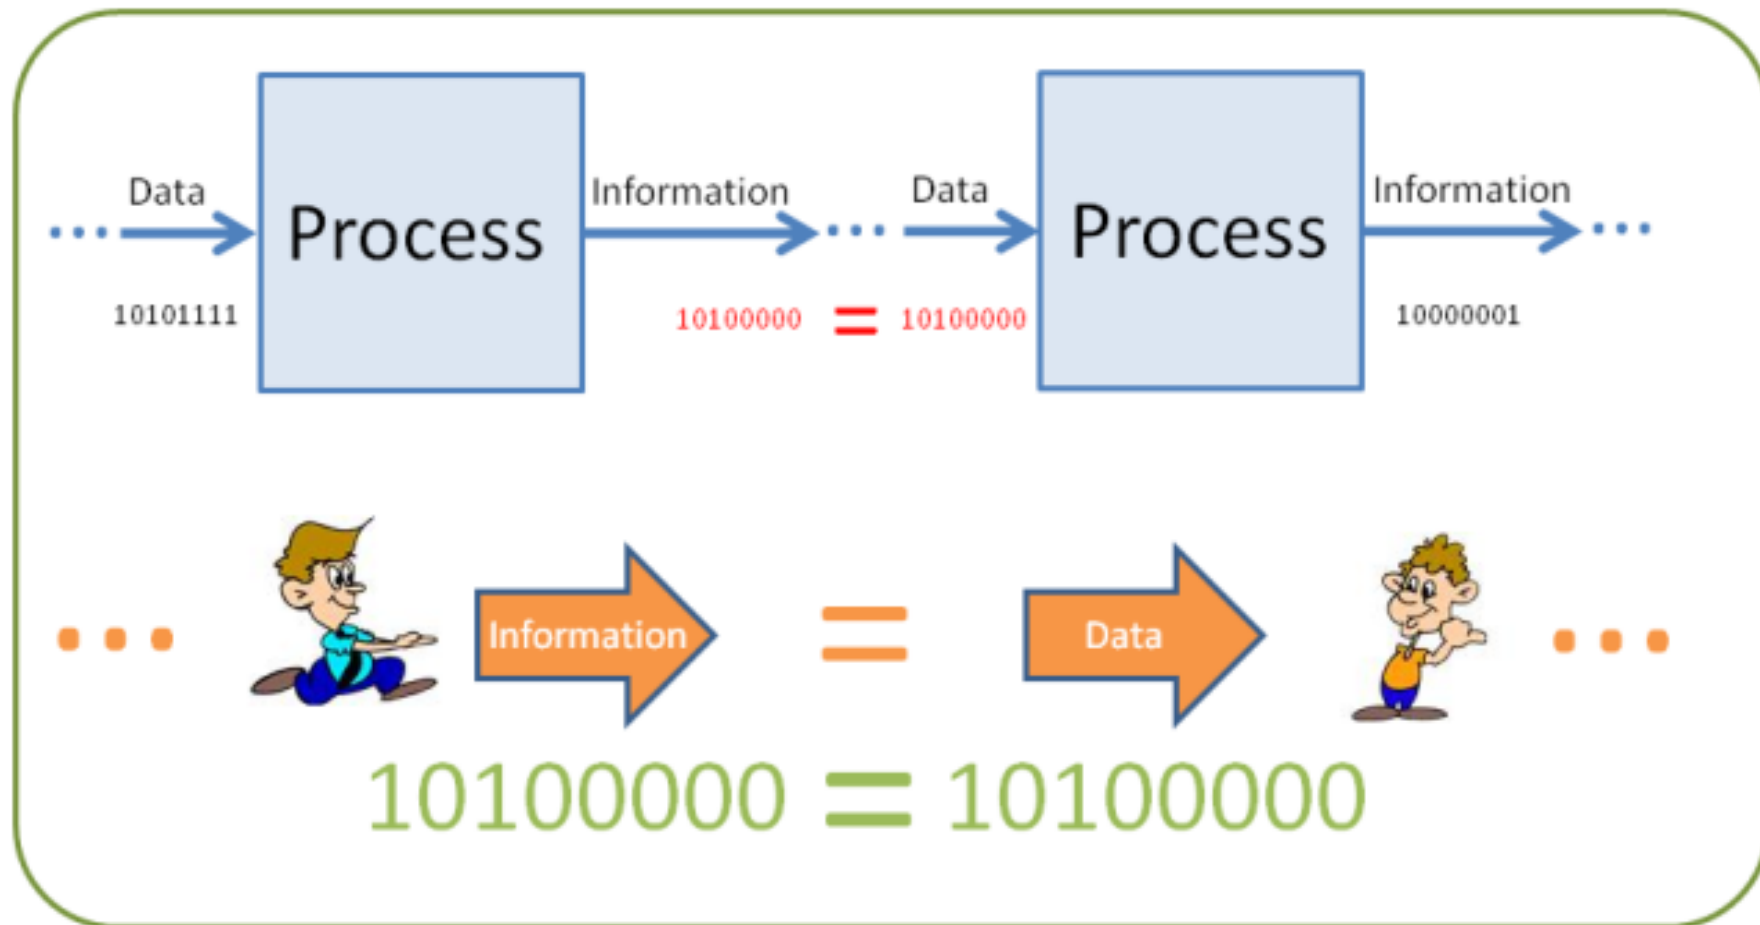 Data Information Data Information
Process Process
10101111 10100000 = 10100000 10000001
Information = Data
10100000 = 10100000